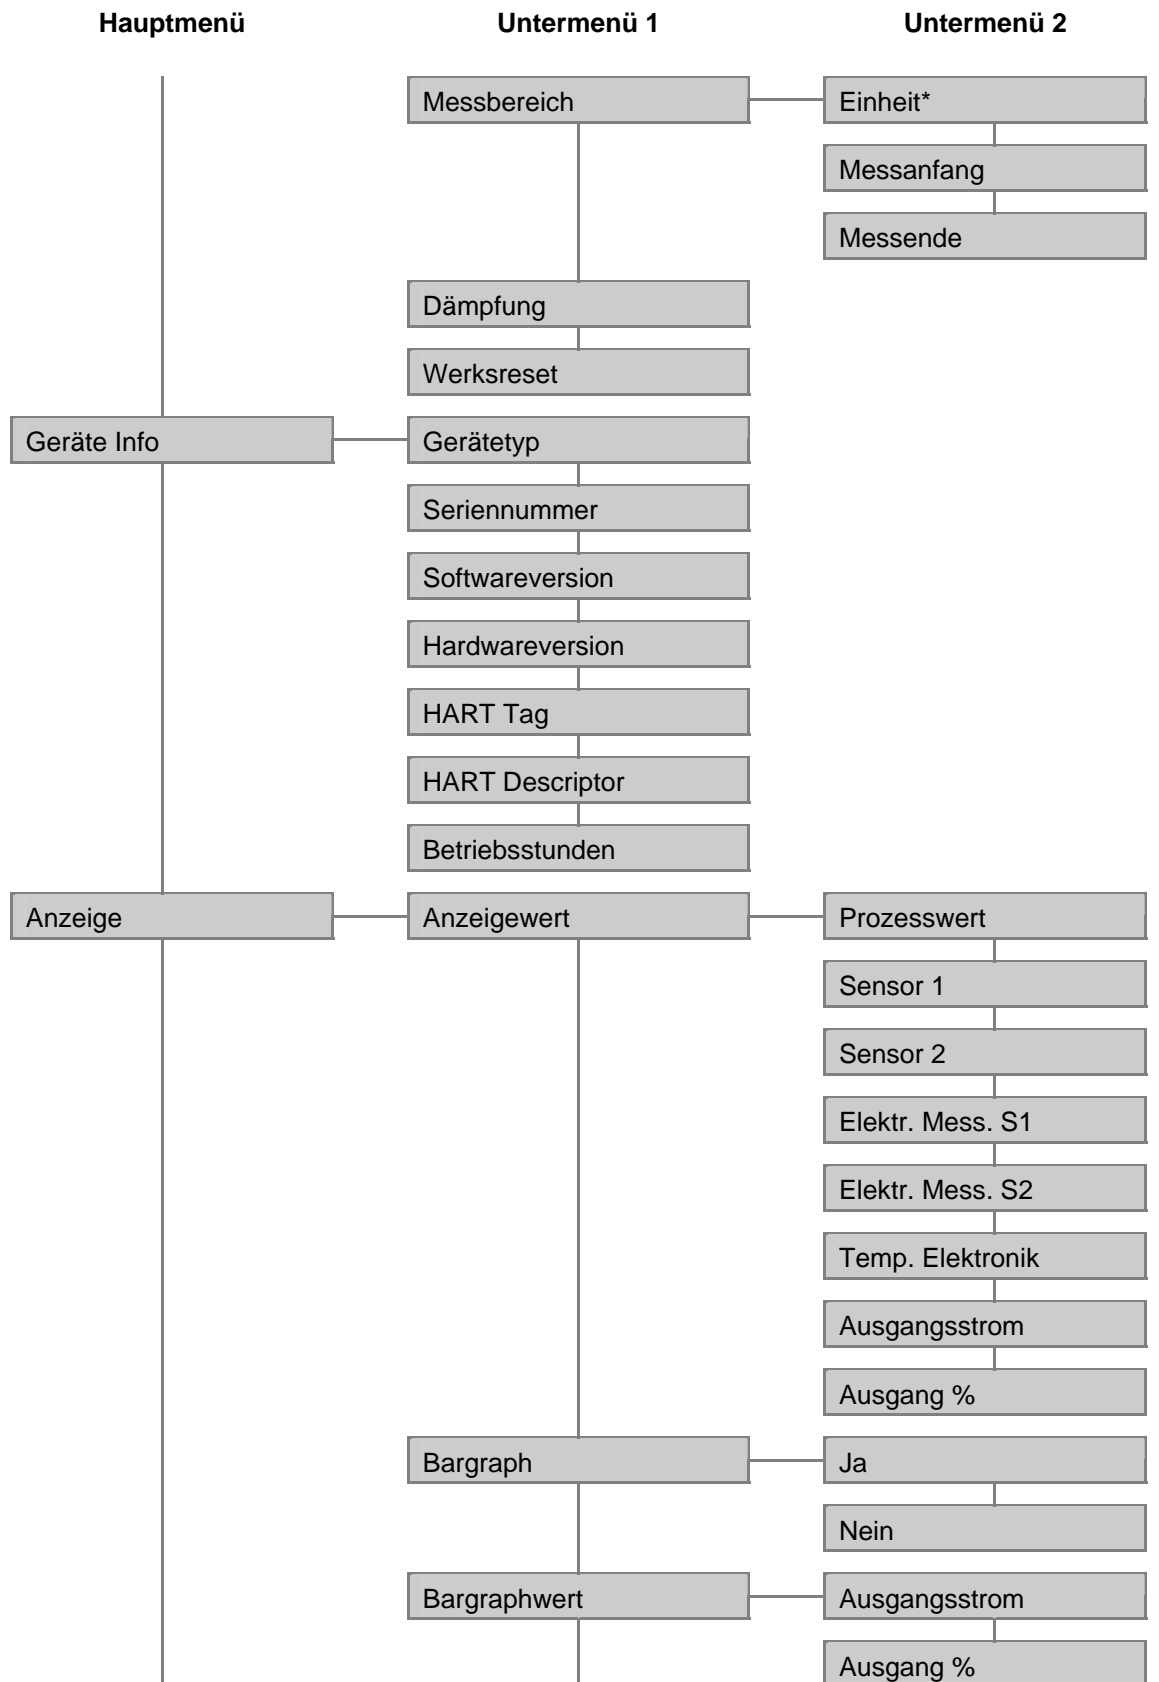 Hauptmenü Untermenü 1 Untermenü 2
Messbereich Einheit*
Messanfang
Messende
Dämpfung
Werksreset
Geräte Info Gerätetyp
Seriennummer
Softwareversion
Hardwareversion
HART Tag
HART Descriptor
Betriebsstunden
Anzeige Anzeigewert Prozesswert
Sensor 1
Sensor 2
Elektr. Mess. S1
Elektr. Mess. S2
Temp. Elektronik
Ausgangsstrom
Ausgang %
Bargraph Ja
Nein
Bargraphwert Ausgangsstrom
Ausgang %